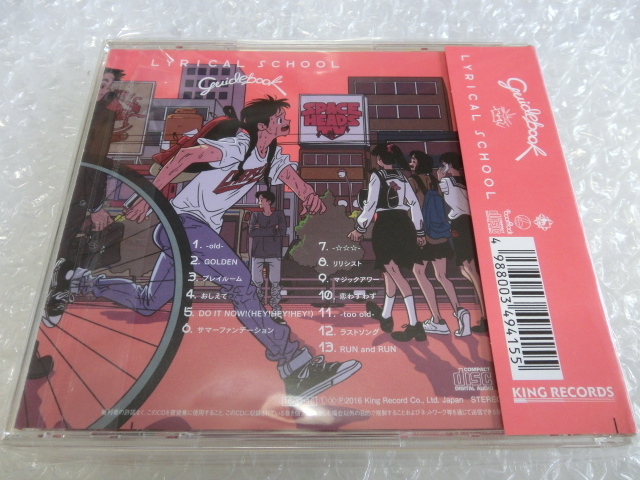 LYRICAL SCHOOL
guidebook
SPACE
HEADS
1. -old-
2. GOLDEN
3. プレイルーム
4. おしえて
5. DO IT NOW!(HEY!HEY!HEY!)
6. サマーファンデーション
7. -☆☆☆-
8. リリシスト
9. マジックアワー
10. 恋わずわず
11. -too old-
12. ラストソング
13. RUN and RUN
COMPACT
disc
DIGITAL AUDIO
2016 King Record Co., Ltd. Japan STEREO
guidebook
LYRICAL SCHOOL
4 988003 494155
KING RECORDS